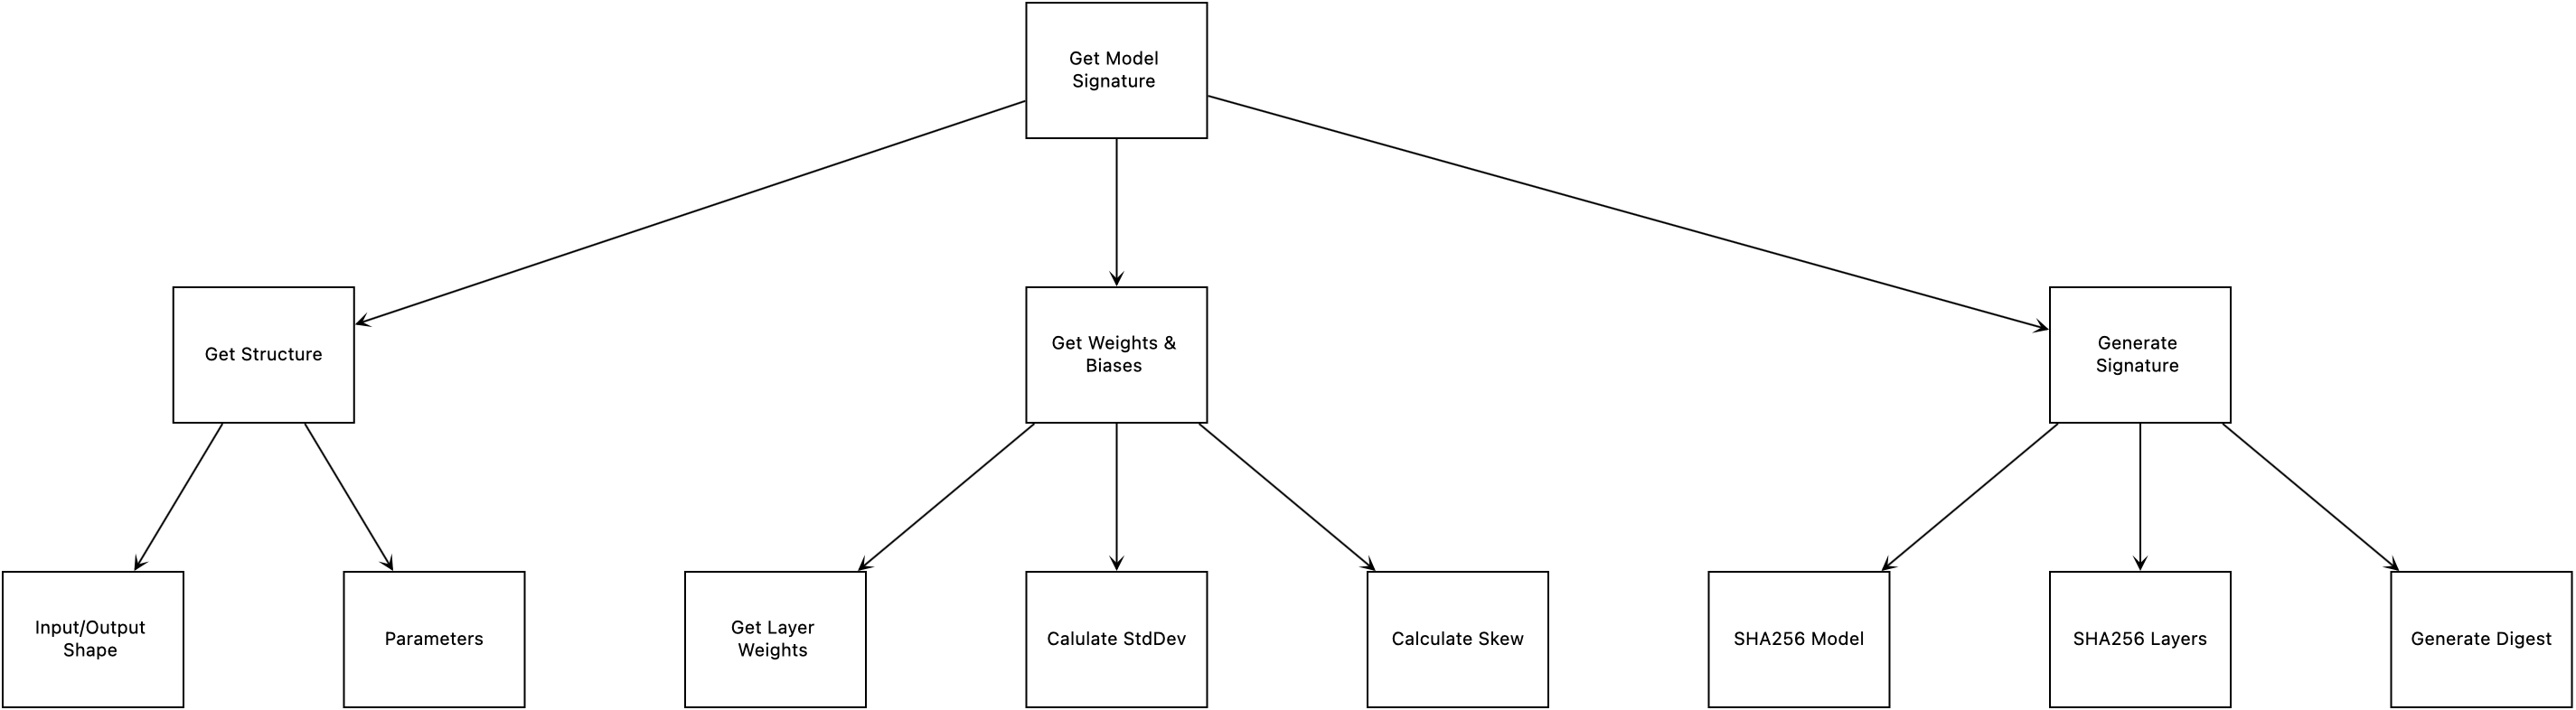 Get Model
Signature
Get Structure
Get Weights &
Biases
Generate
Signature
Input/Output
Shape
Parameters
Get Layer
Weights
Calulate StdDev
Calculate Skew
SHA256 Model
SHA256 Layers
Generate Digest